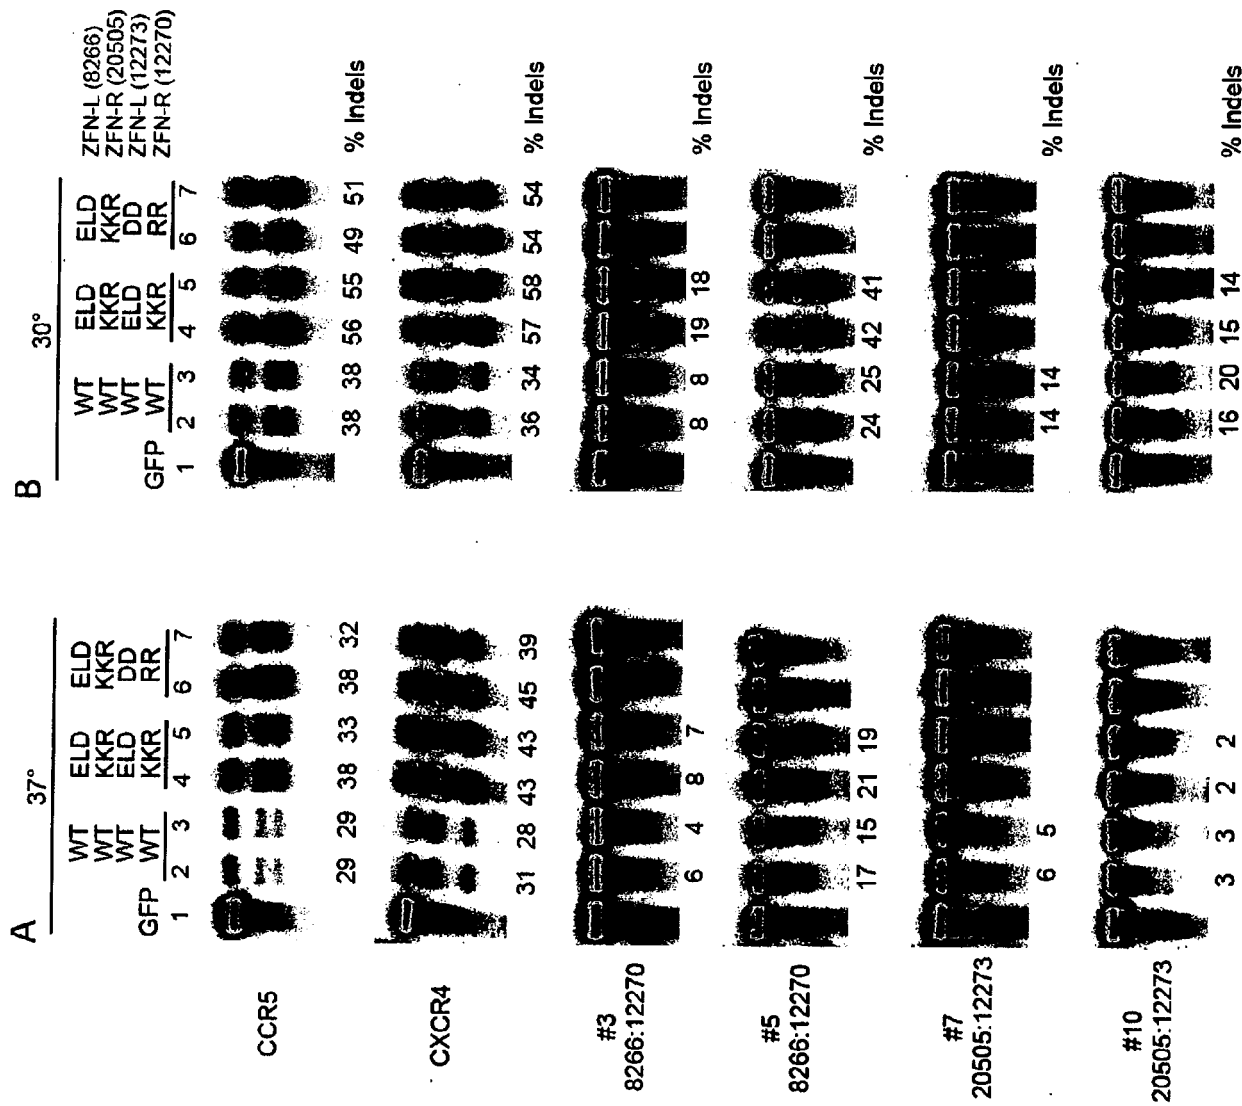 A
37°
WT ELD ELD
WT KKR KKR
WT ELD DD
GFP WT KKR RR
1 2 3 4 5 6 7
CCR5
29 29 38 33 38 32
CXCR4
31 28 43 43 45 39
#3
8266:12270
6 4 8 7
#5
8266:12270
17 15 21 19
#7
20505:12273
6 5
#10
20505:12273
3 3 2 2
B
30°
WT ELD ELD ZFN-L (8266)
WT KKR KKR ZFN-R (20505)
WT ELD DD ZFN-L (12273)
GFP WT KKR RR ZFN-R (12270)
1 2 3 4 5 6 7
38 38 56 55 49 51 % Indels
36 34 57 58 54 54 % Indels
8 8 19 18 % Indels
24 25 42 41 % Indels
14 14 % Indels
16 20 15 14 % Indels